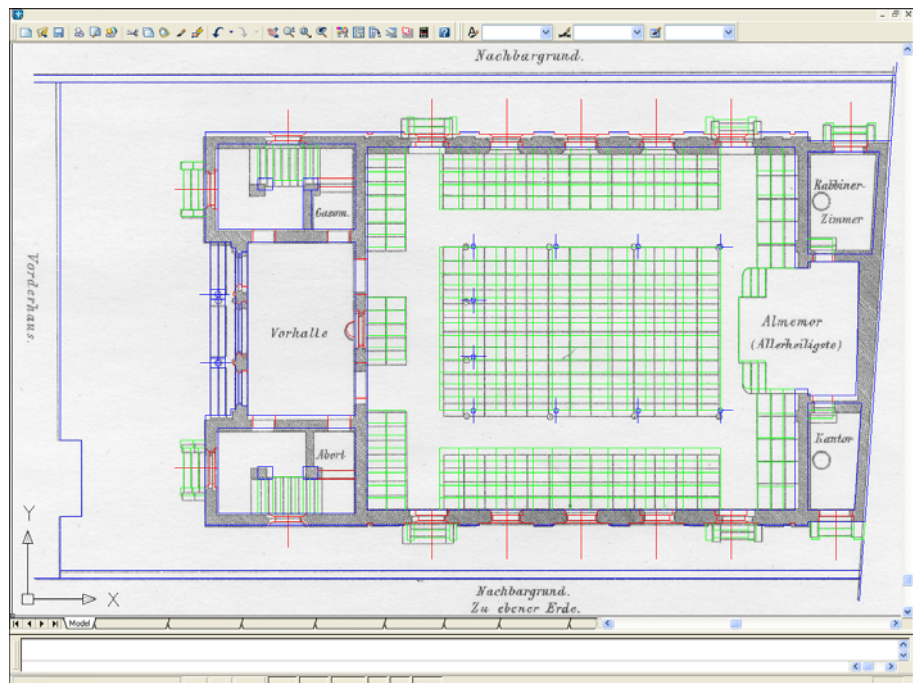 Nachbargrund.
Rabbiner-
Zimmer
Gasom.
Vorderhaus.
Vorhalle
Almemor
(Allerheiligste)
Abort
Kantor
Y
X
Nachbargrund.
Zu ebener Erde.
Model